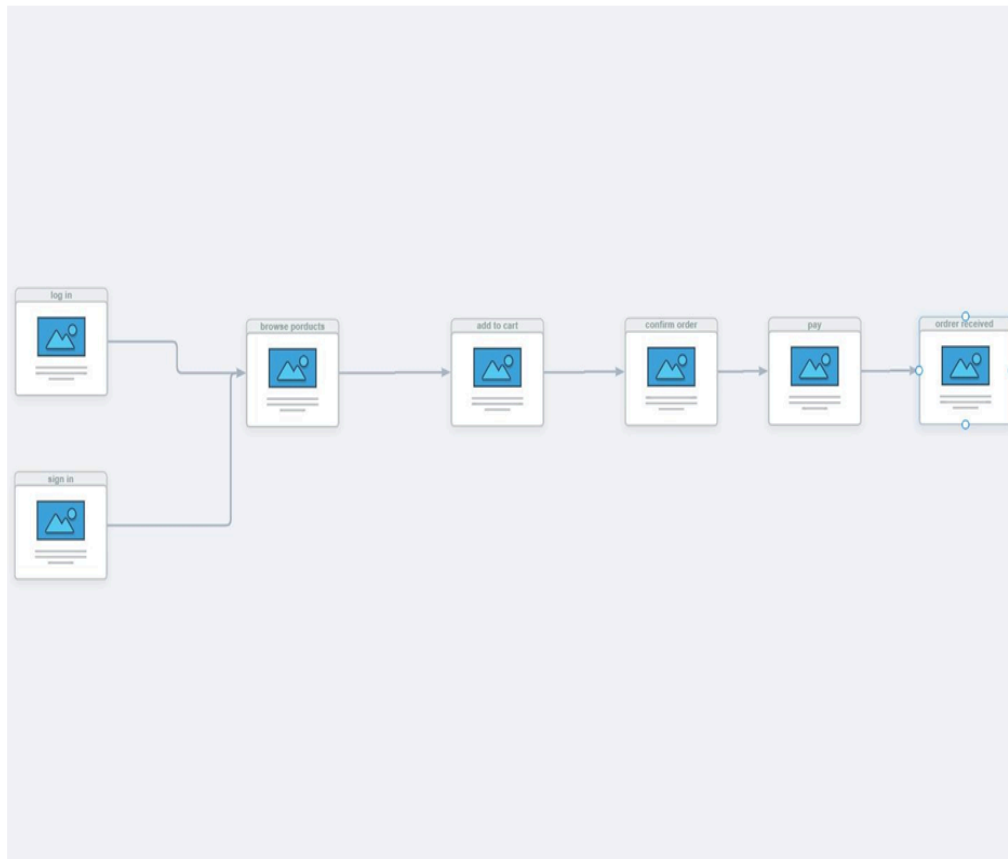 log in
browse porducts
add to cart
confirm order
pay
ordrer received
sign in